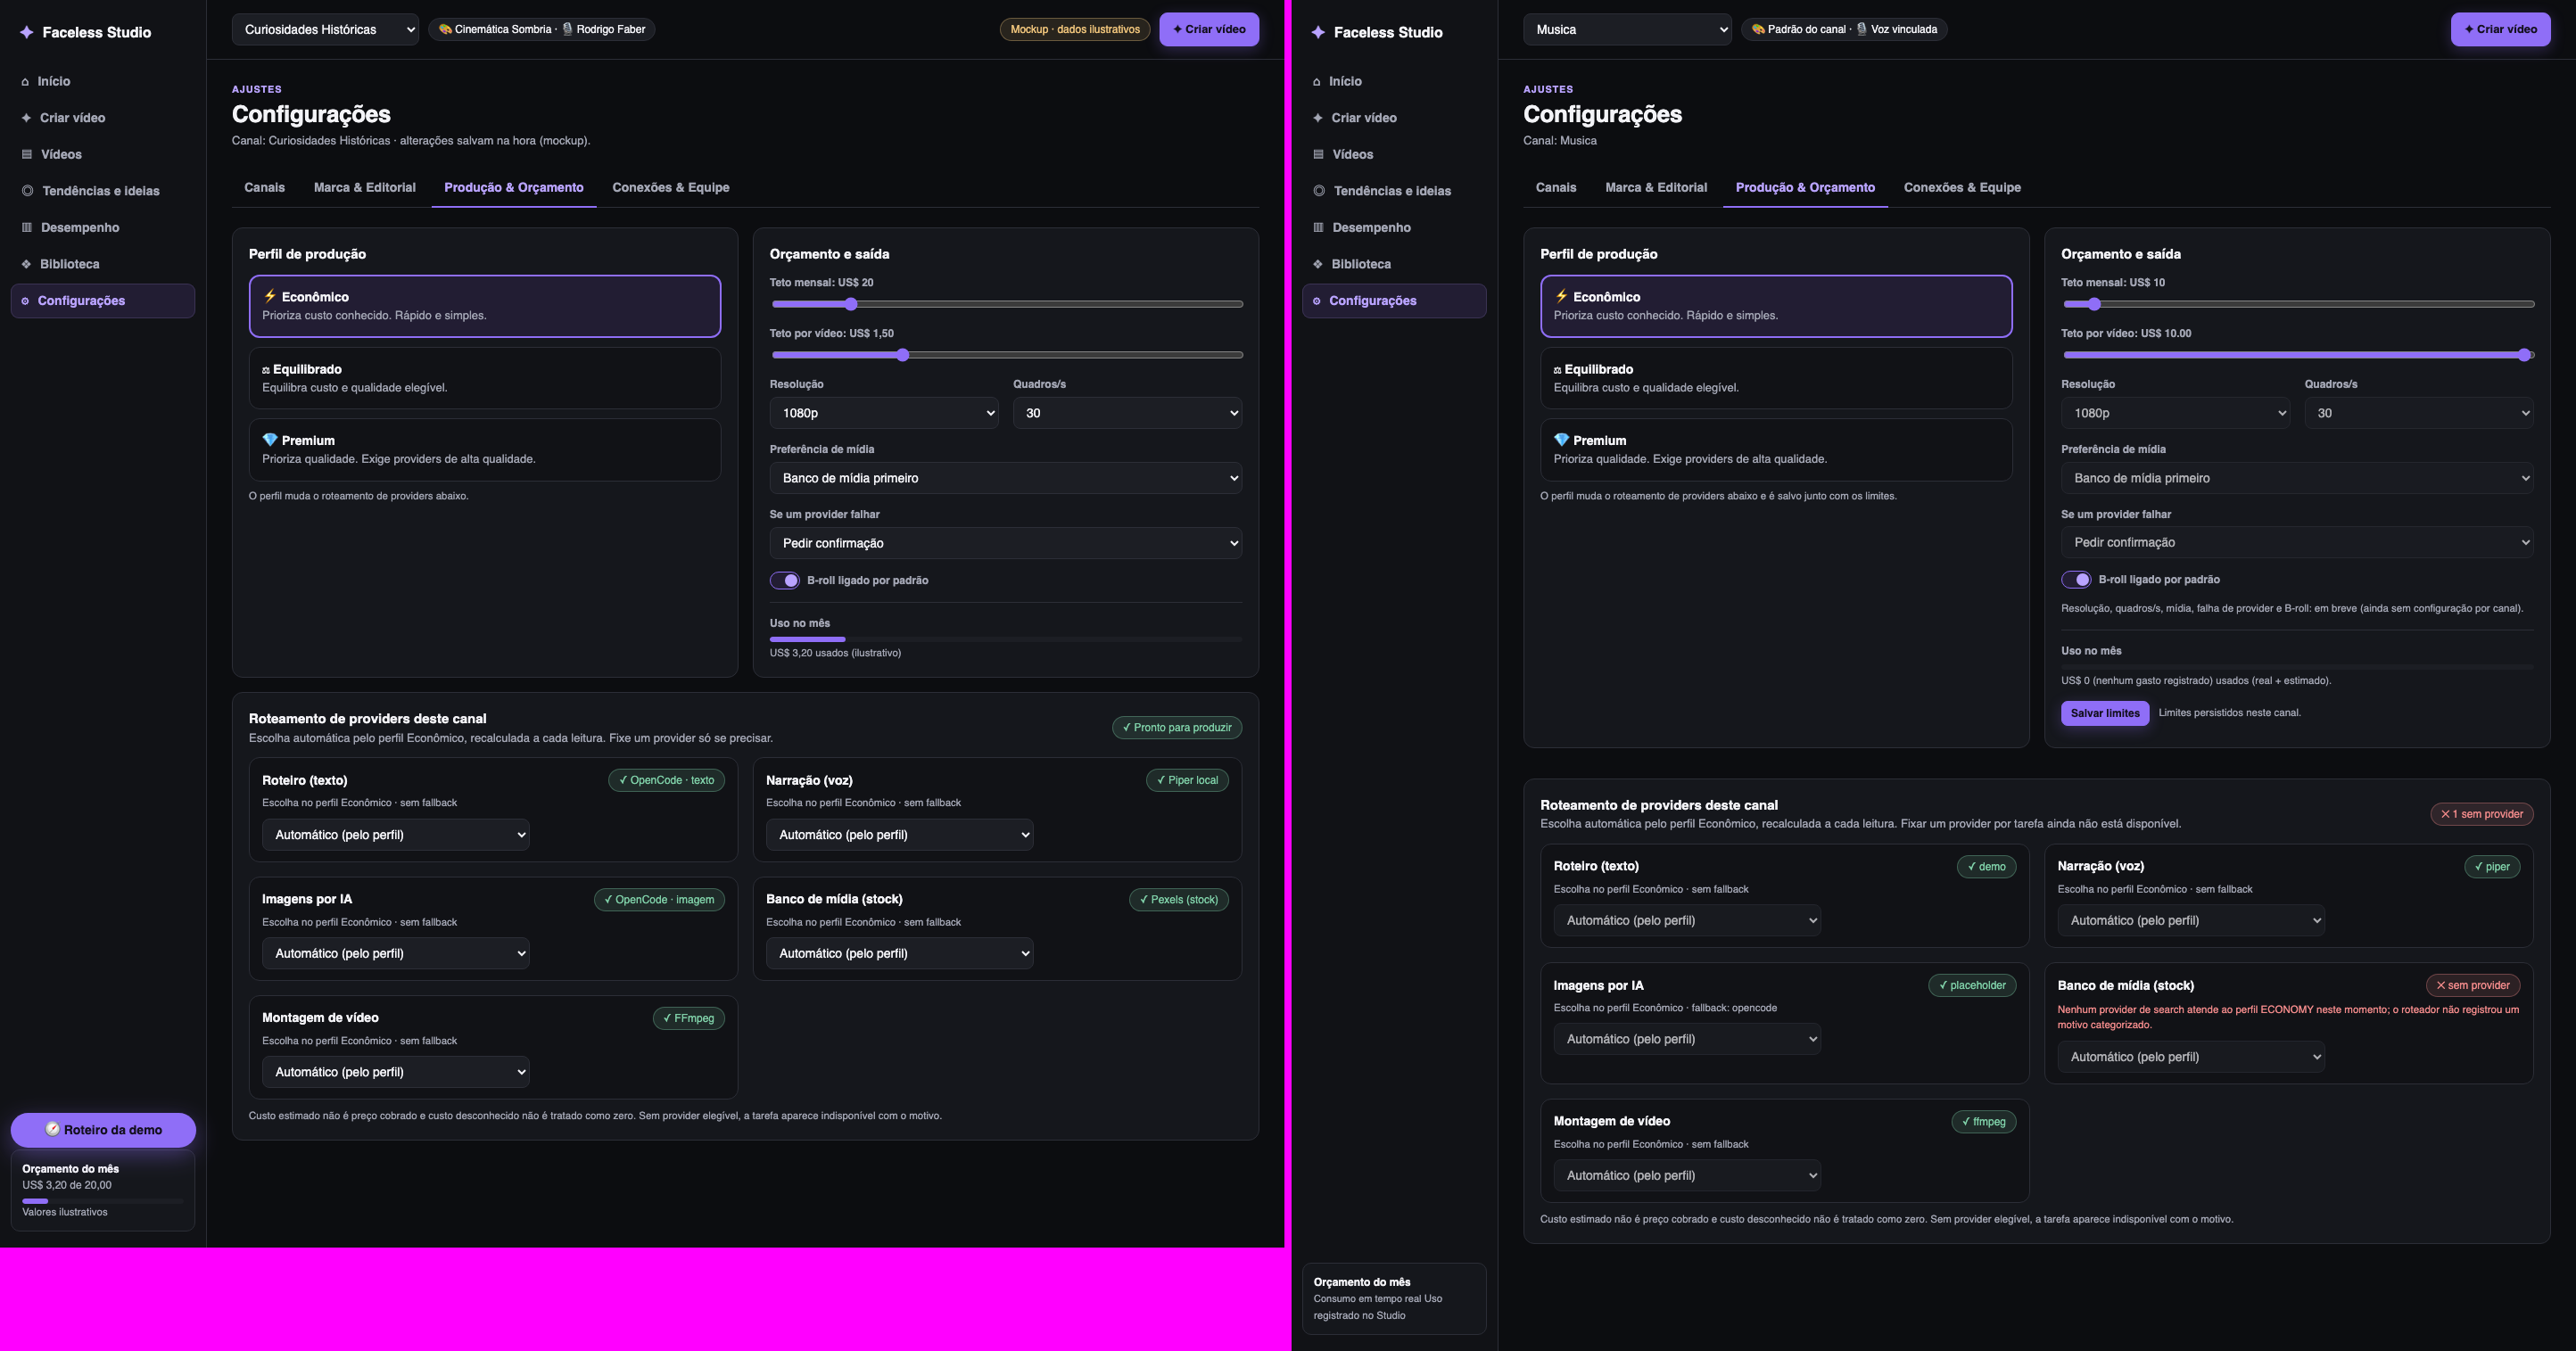 Faceless Studio
Início
Criar vídeo
Vídeos
Tendências e ideias
Desempenho
Biblioteca
Configurações
Roteiro da demo
Orçamento do mês
US$ 3,20 de 20,00
Valores ilustrativos
Curiosidades Históricas
Cinemática Sombria · Rodrigo Faber
Mockup · dados ilustrativos
Criar vídeo
AJUSTES
Configurações
Canal: Curiosidades Históricas · alterações salvam na hora (mockup).
Canais
Marca & Editorial
Produção & Orçamento
Conexões & Equipe
Perfil de produção
Econômico
Prioriza custo conhecido. Rápido e simples.
Equilibrado
Equilibra custo e qualidade elegível.
Premium
Prioriza qualidade. Exige providers de alta qualidade.
O perfil muda o roteamento de providers abaixo.
Orçamento e saída
Teto mensal: US$ 20
Teto por vídeo: US$ 1,50
Resolução
Quadros/s
1080p
30
Preferência de mídia
Banco de mídia primeiro
Se um provider falhar
Pedir confirmação
B-roll ligado por padrão
Uso no mês
US$ 3,20 usados (ilustrativo)
Roteamento de providers deste canal
Escolha automática pelo perfil Econômico, recalculada a cada leitura. Fixe um provider só se precisar.
✓ Pronto para produzir
Roteiro (texto)
✓ OpenCode · texto
Escolha no perfil Econômico · sem fallback
Automático (pelo perfil)
Narração (voz)
✓ Piper local
Escolha no perfil Econômico · sem fallback
Automático (pelo perfil)
Imagens por IA
✓ OpenCode · imagem
Escolha no perfil Econômico · sem fallback
Automático (pelo perfil)
Banco de mídia (stock)
✓ Pexels (stock)
Escolha no perfil Econômico · sem fallback
Automático (pelo perfil)
Montagem de vídeo
✓ FFmpeg
Escolha no perfil Econômico · sem fallback
Automático (pelo perfil)
Custo estimado não é preço cobrado e custo desconhecido não é tratado como zero. Sem provider elegível, a tarefa aparece indisponível com o motivo.
Faceless Studio
Início
Criar vídeo
Vídeos
Tendências e ideias
Desempenho
Biblioteca
Configurações
Orçamento do mês
Consumo em tempo real Uso
registrado no Studio
Musica
Padrão do canal · Voz vinculada
Criar vídeo
AJUSTES
Configurações
Canal: Musica
Canais
Marca & Editorial
Produção & Orçamento
Conexões & Equipe
Perfil de produção
Econômico
Prioriza custo conhecido. Rápido e simples.
Equilibrado
Equilibra custo e qualidade elegível.
Premium
Prioriza qualidade. Exige providers de alta qualidade.
O perfil muda o roteamento de providers abaixo e é salvo junto com os limites.
Orçamento e saída
Teto mensal: US$ 10
Teto por vídeo: US$ 10.00
Resolução
Quadros/s
1080p
30
Preferência de mídia
Banco de mídia primeiro
Se um provider falhar
Pedir confirmação
B-roll ligado por padrão
Resolução, quadros/s, mídia, falha de provider e B-roll: em breve (ainda sem configuração por canal).
Uso no mês
US$ 0 (nenhum gasto registrado) usados (real + estimado).
Salvar limites
Limites persistidos neste canal.
Roteamento de providers deste canal
Escolha automática pelo perfil Econômico, recalculada a cada leitura. Fixar um provider por tarefa ainda não está disponível.
✕ 1 sem provider
Roteiro (texto)
✓ demo
Escolha no perfil Econômico · sem fallback
Automático (pelo perfil)
Narração (voz)
✓ piper
Escolha no perfil Econômico · sem fallback
Automático (pelo perfil)
Imagens por IA
✓ placeholder
Escolha no perfil Econômico · fallback: opencode
Automático (pelo perfil)
Banco de mídia (stock)
✕ sem provider
Nenhum provider de search atende ao perfil ECONOMY neste momento; o roteador não registrou um
motivo categorizado.
Automático (pelo perfil)
Montagem de vídeo
✓ ffmpeg
Escolha no perfil Econômico · sem fallback
Automático (pelo perfil)
Custo estimado não é preço cobrado e custo desconhecido não é tratado como zero. Sem provider elegível, a tarefa aparece indisponível com o motivo.